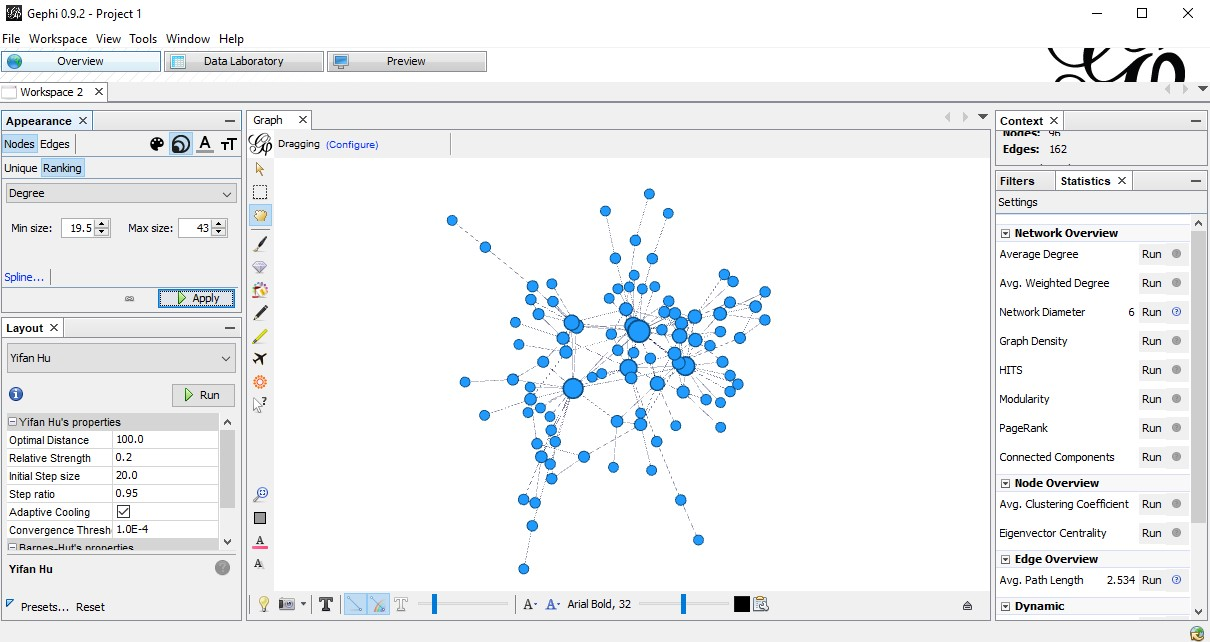 Gephi 0.9.2 - Project 1
File Workspace View Tools Window Help
Overview Data Laboratory Preview
Workspace 2
Appearance
Nodes Edges
Unique Ranking
Degree
Min size: 19.5 Max size: 43
Spline...
Apply
Layout
Yifan Hu
Run
Yifan Hu's properties
Optimal Distance 100.0
Relative Strength 0.2
Initial Step size 20.0
Step ratio 0.95
Adaptive Cooling
Convergence Thresh 1.0E-4
Barnes-Hut's properties
Yifan Hu
Presets... Reset
Graph
Dragging (Configure)
Arial Bold, 32
Context
Nodes: 96
Edges: 162
Filters Statistics
Settings
Network Overview
Average Degree Run
Avg. Weighted Degree Run
Network Diameter 6 Run
Graph Density Run
HITS Run
Modularity Run
PageRank Run
Connected Components Run
Node Overview
Avg. Clustering Coefficient Run
Eigenvector Centrality Run
Edge Overview
Avg. Path Length 2.534 Run
Dynamic